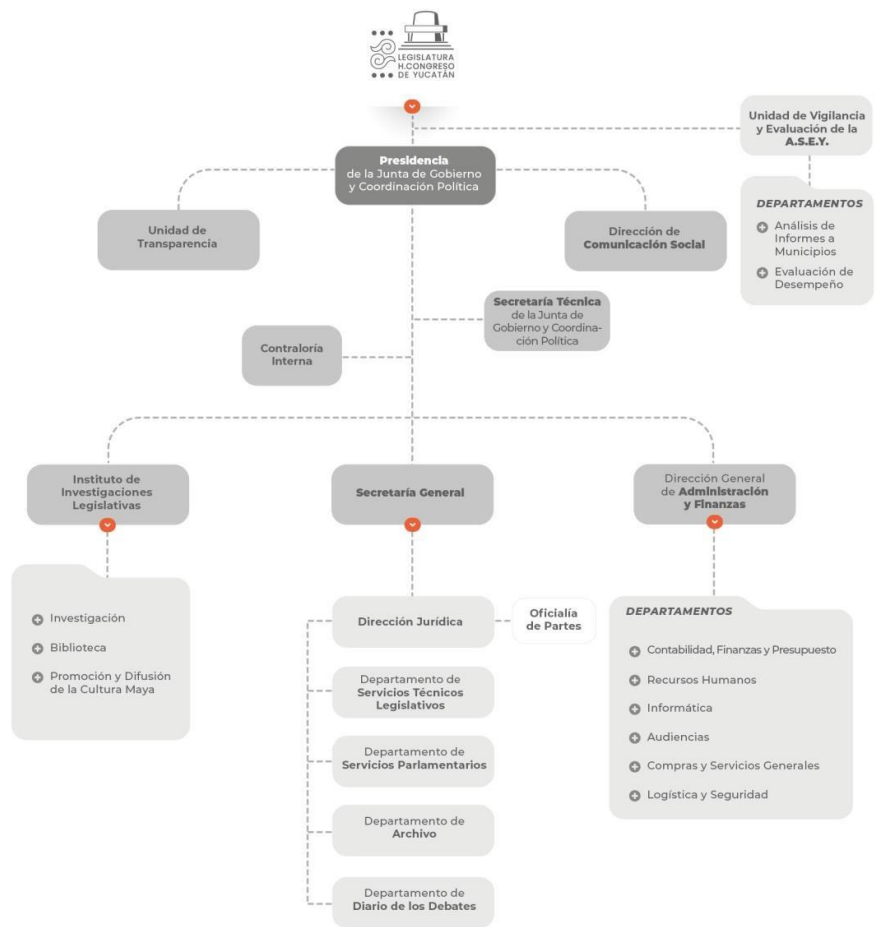 LEGISLATURA
H.CONGRESO
DE YUCATÁN
Unidad de Vigilancia
y Evaluación de la
A.S.E.Y.
Presidencia
de la Junta de Gobierno
y Coordinación Política
DEPARTAMENTOS
Análisis de
Informes a
Municipios
Evaluación de
Desempeño
Unidad de
Transparencia
Dirección de
Comunicación Social
Secretaría Técnica
de la Junta de
Gobierno y Coordina-
ción Política
Contraloría
Interna
Instituto de
Investigaciones
Legislativas
Secretaría General
Dirección General
de Administración
y Finanzas
Investigación
Biblioteca
Promoción y Difusión
de la Cultura Maya
Dirección Jurídica
Oficialía
de Partes
Departamento de
Servicios Técnicos
Legislativos
Departamento de
Servicios Parlamentarios
Departamento de
Archivo
Departamento de
Diario de los Debates
DEPARTAMENTOS
Contabilidad, Finanzas y Presupuesto
Recursos Humanos
Informática
Audiencias
Compras y Servicios Generales
Logística y Seguridad